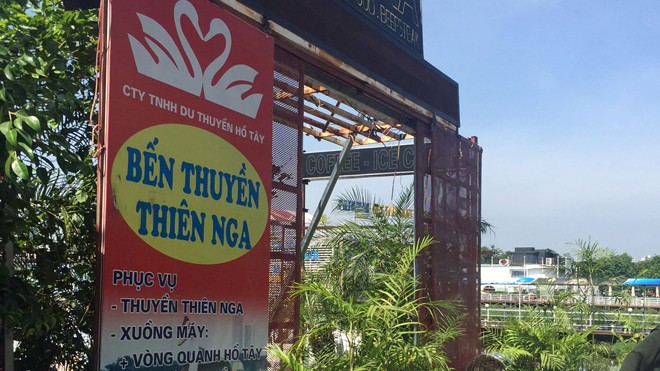 BEEFSTEAK
CTY TNHH DU THUYỀN HỒ TÂY
BẾN THUYỀN
THIÊN NGA
COFFEE - ICE C
PHỤC VỤ
- THUYỀN THIÊN NGA
- XUỒNG MÁY:
+ VÒNG QUANH HỒ TÂY